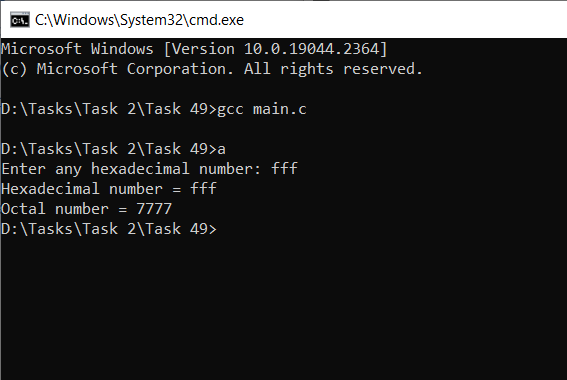 C:\Windows\System32\cmd.exe
Microsoft Windows [Version 10.0.19044.2364]
(c) Microsoft Corporation. All rights reserved.
D:\Tasks\Task 2\Task 49>gcc main.c
D:\Tasks\Task 2\Task 49>a
Enter any hexadecimal number: fff
Hexadecimal number = fff
Octal number = 7777
D:\Tasks\Task 2\Task 49>